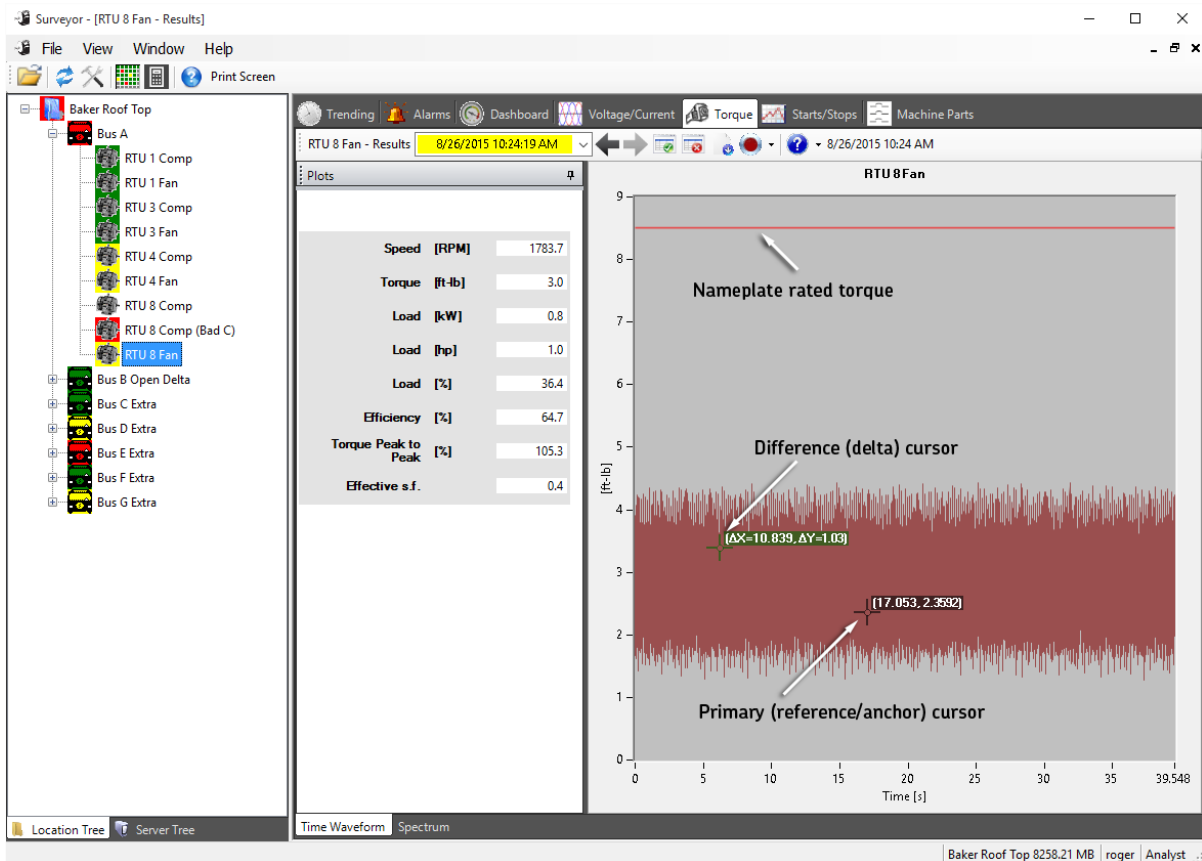 Surveyor - [RTU 8 Fan - Results]
File View Window Help
Print Screen
Baker Roof Top
Bus A
RTU 1 Comp
RTU 1 Fan
RTU 3 Comp
RTU 3 Fan
RTU 4 Comp
RTU 4 Fan
RTU 8 Comp
RTU 8 Comp (Bad C)
RTU 8 Fan
Bus B Open Delta
Bus C Extra
Bus D Extra
Bus E Extra
Bus F Extra
Bus G Extra
Location Tree Server Tree
Trending Alarms Dashboard Voltage/Current Torque Starts/Stops Machine Parts
RTU 8 Fan - Results 8/26/2015 10:24:19 AM 8/26/2015 10:24 AM
Plots
Speed [RPM] 1783.7
Torque [ft-lb] 3.0
Load [kW] 0.8
Load [hp] 1.0
Load [%] 36.4
Efficiency [%] 64.7
Torque Peak to
Peak [%] 105.3
Effective s.f. 0.4
Time Waveform Spectrum
RTU 8 Fan
9
8
7
6
5
4
3
2
1
0
[ft-lb]
Nameplate rated torque
Difference (delta) cursor
(ΔX=10.839, ΔY=1.03)
(17.053, 2.3592)
Primary (reference/anchor) cursor
0 5 10 15 20 25 30 35 39.548
Time [s]
Baker Roof Top 8258.21 MB roger Analyst